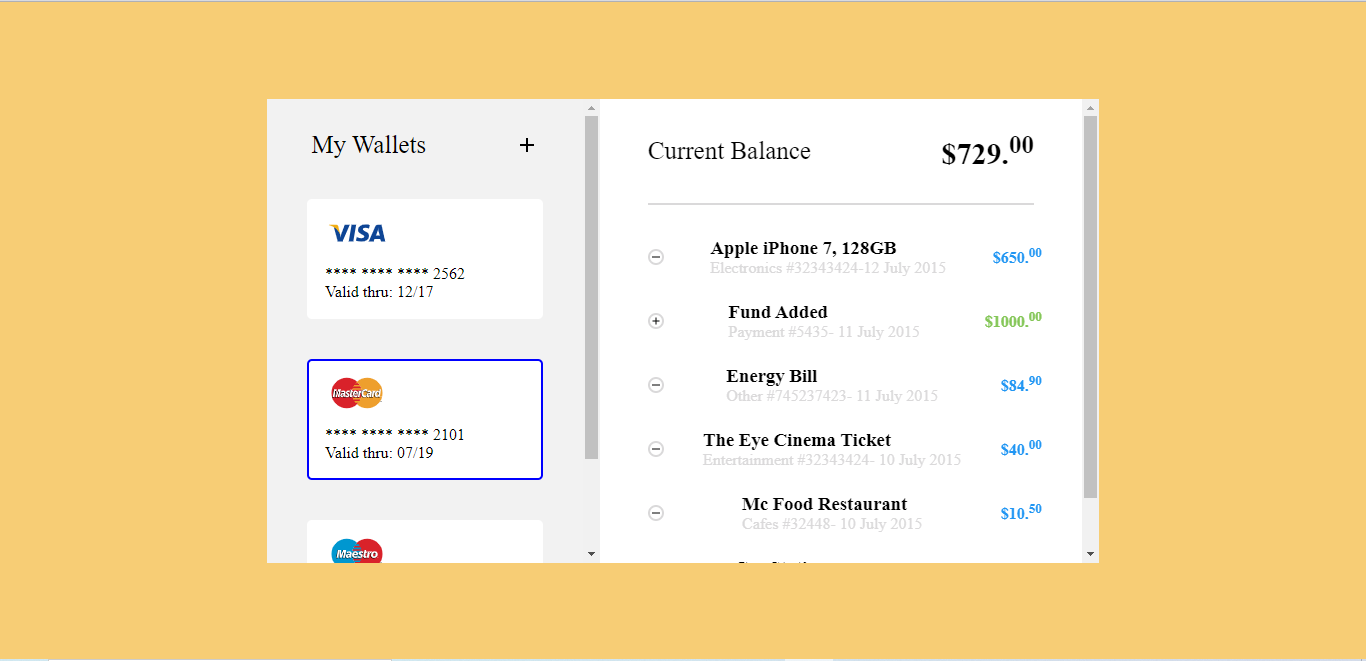 My Wallets +
VISA
**** **** **** 2562
Valid thru: 12/17
MasterCard
**** **** **** 2101
Valid thru: 07/19
Maestro
Current Balance $729.00
Apple iPhone 7, 128GB
Electronics #32343424-12 July 2015
$650.00
Fund Added
Payment #5435- 11 July 2015
$1000.00
Energy Bill
Other #745237423- 11 July 2015
$84.90
The Eye Cinema Ticket
Entertainment #32343424- 10 July 2015
$40.00
Mc Food Restaurant
Cafes #32448- 10 July 2015
$10.50